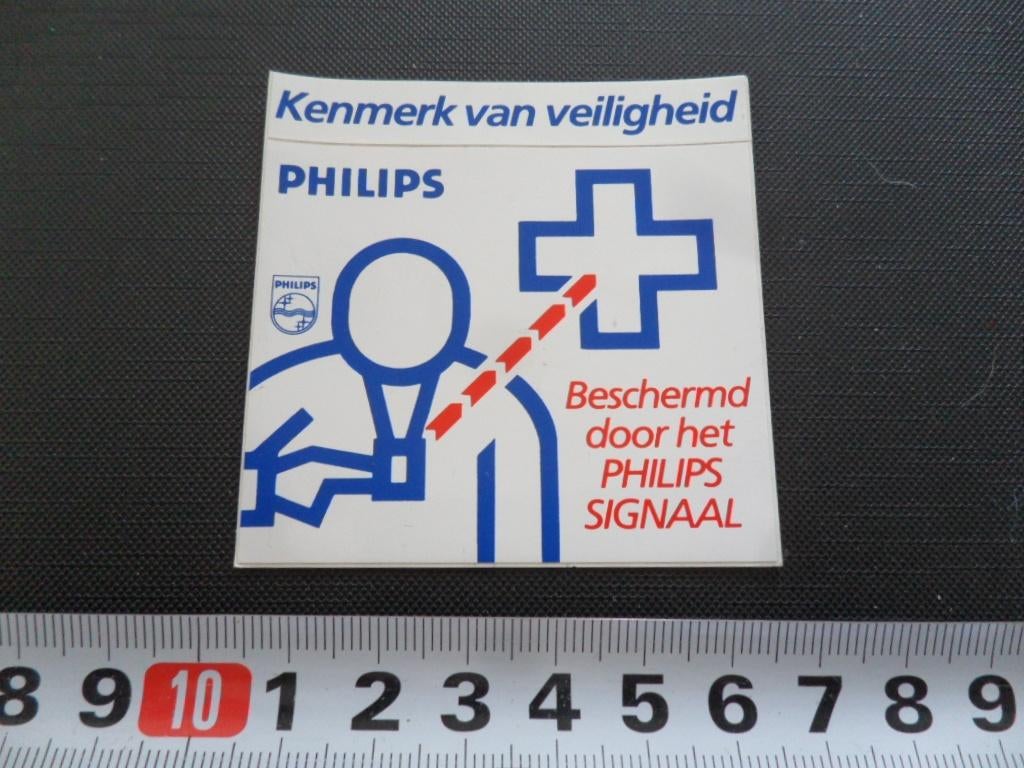 Kenmerk van veiligheid
PHILIPS
PHILIPS
Beschermd
door het
PHILIPS
SIGNAAL
8 9 10 1 2 3 4 5 6 7 8 9